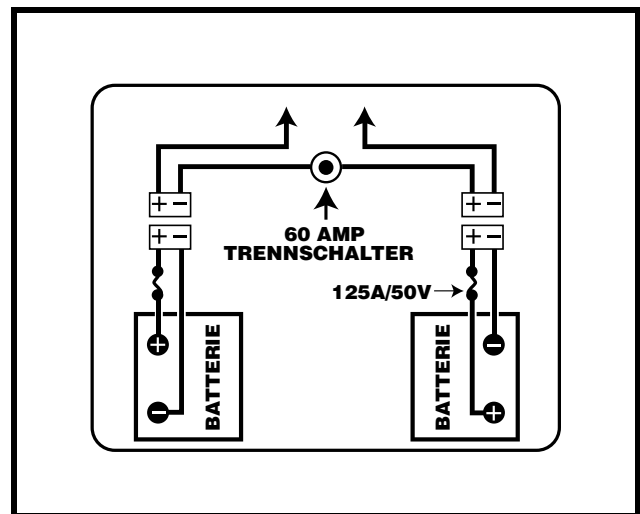 + − + −
+ − + −
60 AMP
TRENNSCHALTER
125A/50V
+ −
BATTERIE BATTERIE
− +